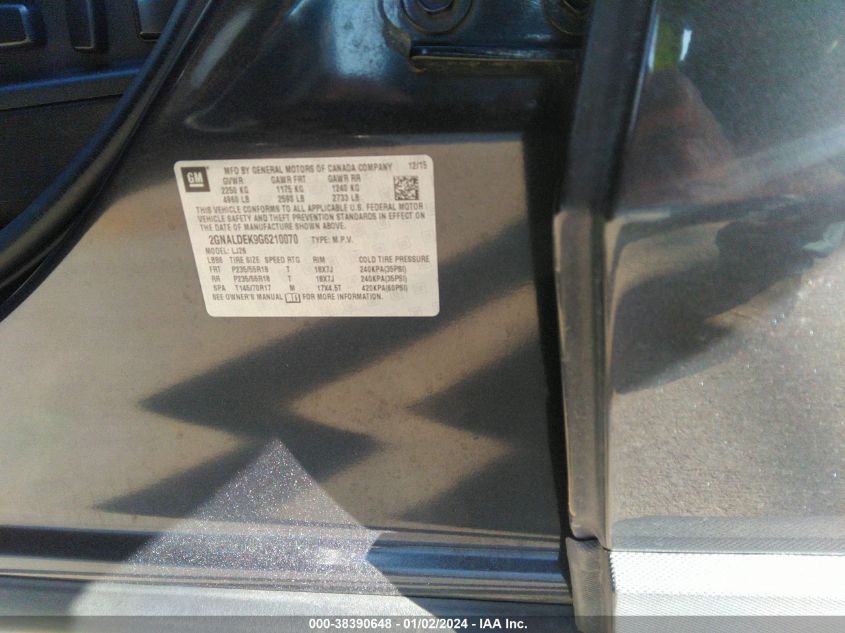 GM
MFD BY GENERAL MOTORS OF CANADA COMPANY 12/15
GVWR GAWR FRT GAWR RR
2250 KG 1175 KG 1240 KG
4960 LB 2590 LB 2733 LB
THIS VEHICLE CONFORMS TO ALL APPLICABLE U.S. FEDERAL MOTOR
VEHICLE SAFETY AND THEFT PREVENTION STANDARDS IN EFFECT ON
THE DATE OF MANUFACTURE SHOWN ABOVE.
2GNALDEK9G6210070 TYPE: M.P.V.
MODEL: LJ26
LBB6 TIRE SIZE SPEED RTG RIM COLD TIRE PRESSURE
FRT P235/55R18 T 18X7J 240KPA(35PSI)
RR P235/55R18 T 18X7J 240KPA(35PSI)
SPA T145/70R17 M 17X4.5T 420KPA(60PSI)
SEE OWNER'S MANUAL FOR MORE INFORMATION.
000-38390648 - 01/02/2024 - IAA Inc.